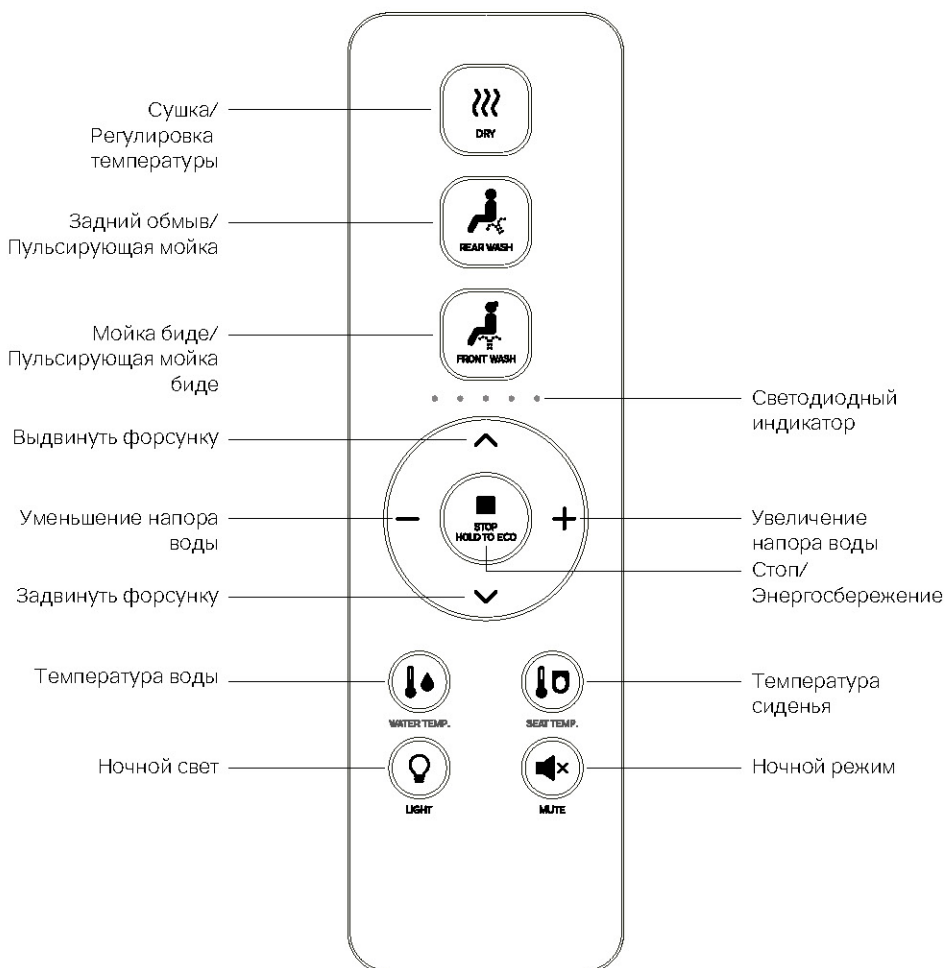 DRY
Сушка/
Регулировка
температуры
REAR WASH
Задний обмыв/
Пульсирующая мойка
FRONT WASH
Мойка биде/
Пульсирующая мойка
биде
Светодиодный
индикатор
Выдвинуть форсунку
Уменьшение напора
воды
STOP
HOLD TO ECO
Увеличение
напора воды
Стоп/
Энергосбережение
Задвинуть форсунку
Температура воды
WATER TEMP.
SEAT TEMP.
Температура
сиденья
Ночной свет
LIGHT
MUTE
Ночной режим